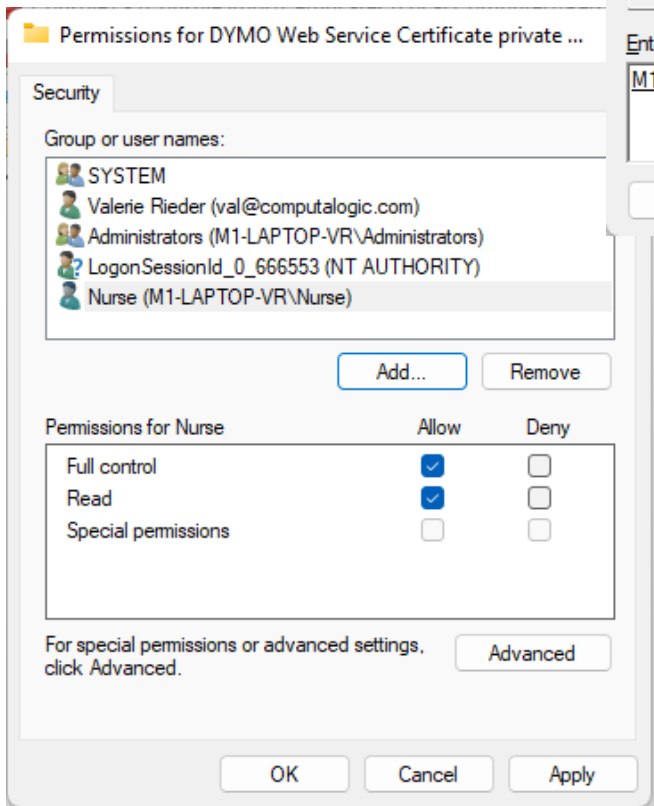 Permissions for DYMO Web Service Certificate private ...
Ent
M1
Security
Group or user names:
SYSTEM
Valerie Rieder (val@computalogic.com)
Administrators (M1-LAPTOP-VR\Administrators)
LogonSessionId_0_666553 (NT AUTHORITY)
Nurse (M1-LAPTOP-VR\Nurse)
Add... Remove
Permissions for Nurse Allow Deny
Full control
Read
Special permissions
For special permissions or advanced settings,
click Advanced.
Advanced
OK Cancel Apply